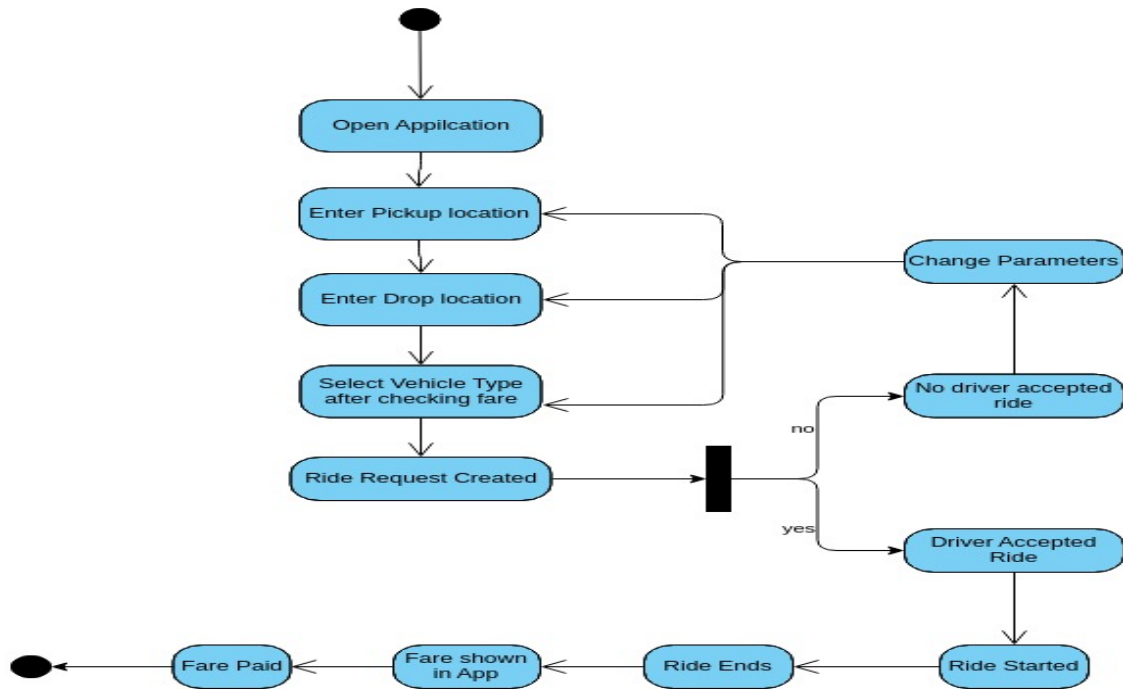 Open Appilcation
Enter Pickup location
Enter Drop location
Select Vehicle Type
after checking fare
Ride Request Created
Change Parameters
No driver accepted
ride
no
yes
Driver Accepted
Ride
Ride Started
Ride Ends
Fare shown
in App
Fare Paid